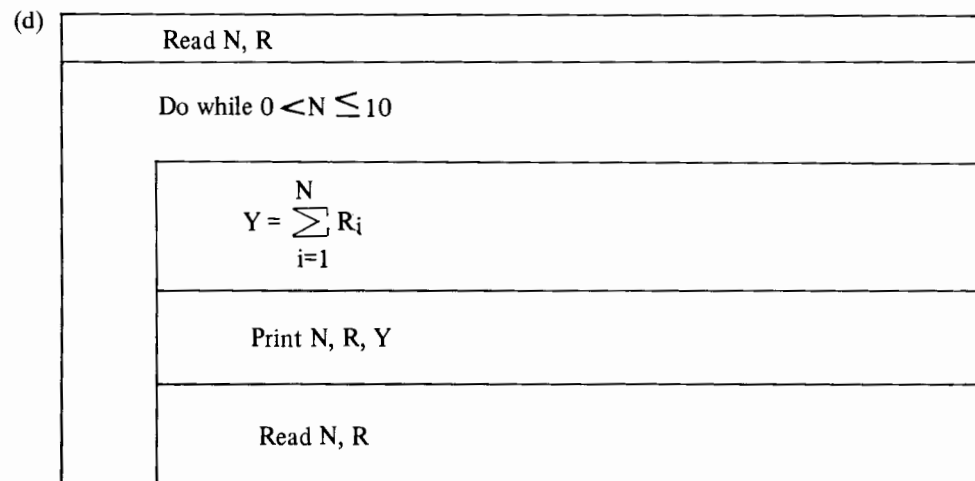 (d)
Read N, R
Do while 0 < N ≤ 10
N
Y = ∑ Ri
i=1
Print N, R, Y
Read N, R